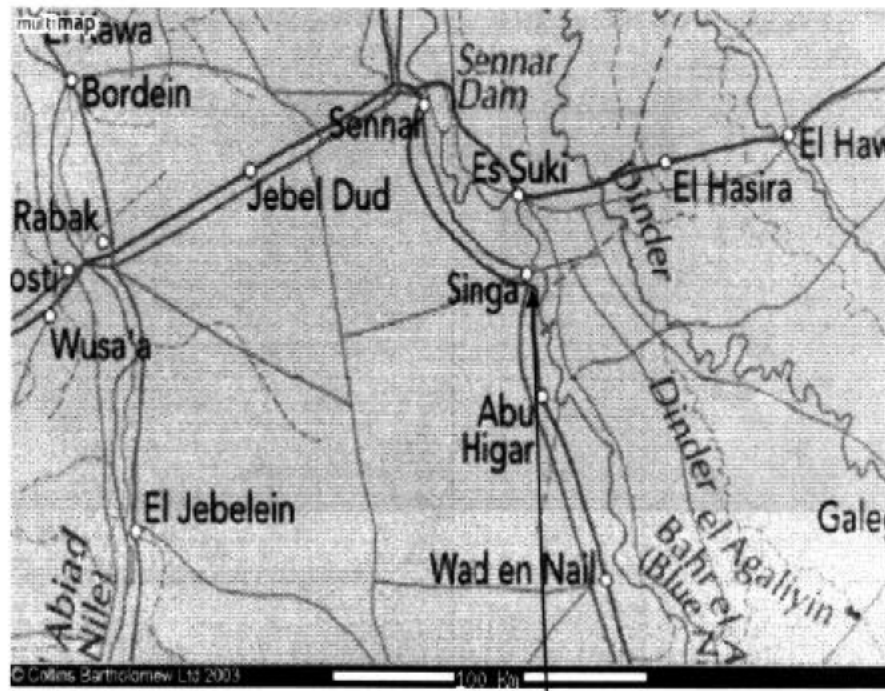 multimap
El Kawa
Bordein
Sennar
Dam
Sennar
El Haw
Es Suki
El Hasira
Jebel Dud
Dinder
Rabak
osti
Singa
Wusa'a
Abu
Higar
Dinder el Agaliyin
El Jebelein
Galeg
Wad en Nail
Bahr el
(Blue N
Abiad
Nile)
© Collins Bartholomew Ltd 2003
100 Km